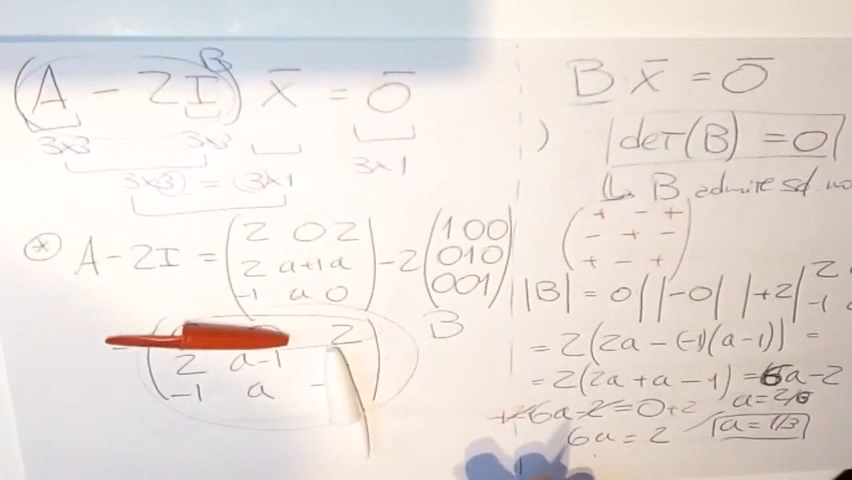 (A - 2I) x̄ = 0̄
B
3x3 3x3
3x1
3x3 = 3x1
* A-2I = (2 0 2
2 a+1 a
-1 a 0) - 2 (1 0 0
0 1 0
0 0 1)
B
2
2 a-1
-1 a -
B · x̄ = 0̄
) det(B) = 0
↳ B admite sol.
(+ - +
- + -
+ - +)
|B| = 0| |-0| |+2| 2
-1
= 2(2a - (-1)(a-1)) =
= 2(2a + a - 1) = 6a - 2
6a - 2 = 0 + 2 a = 2/6
6a = 2 a = 1/3